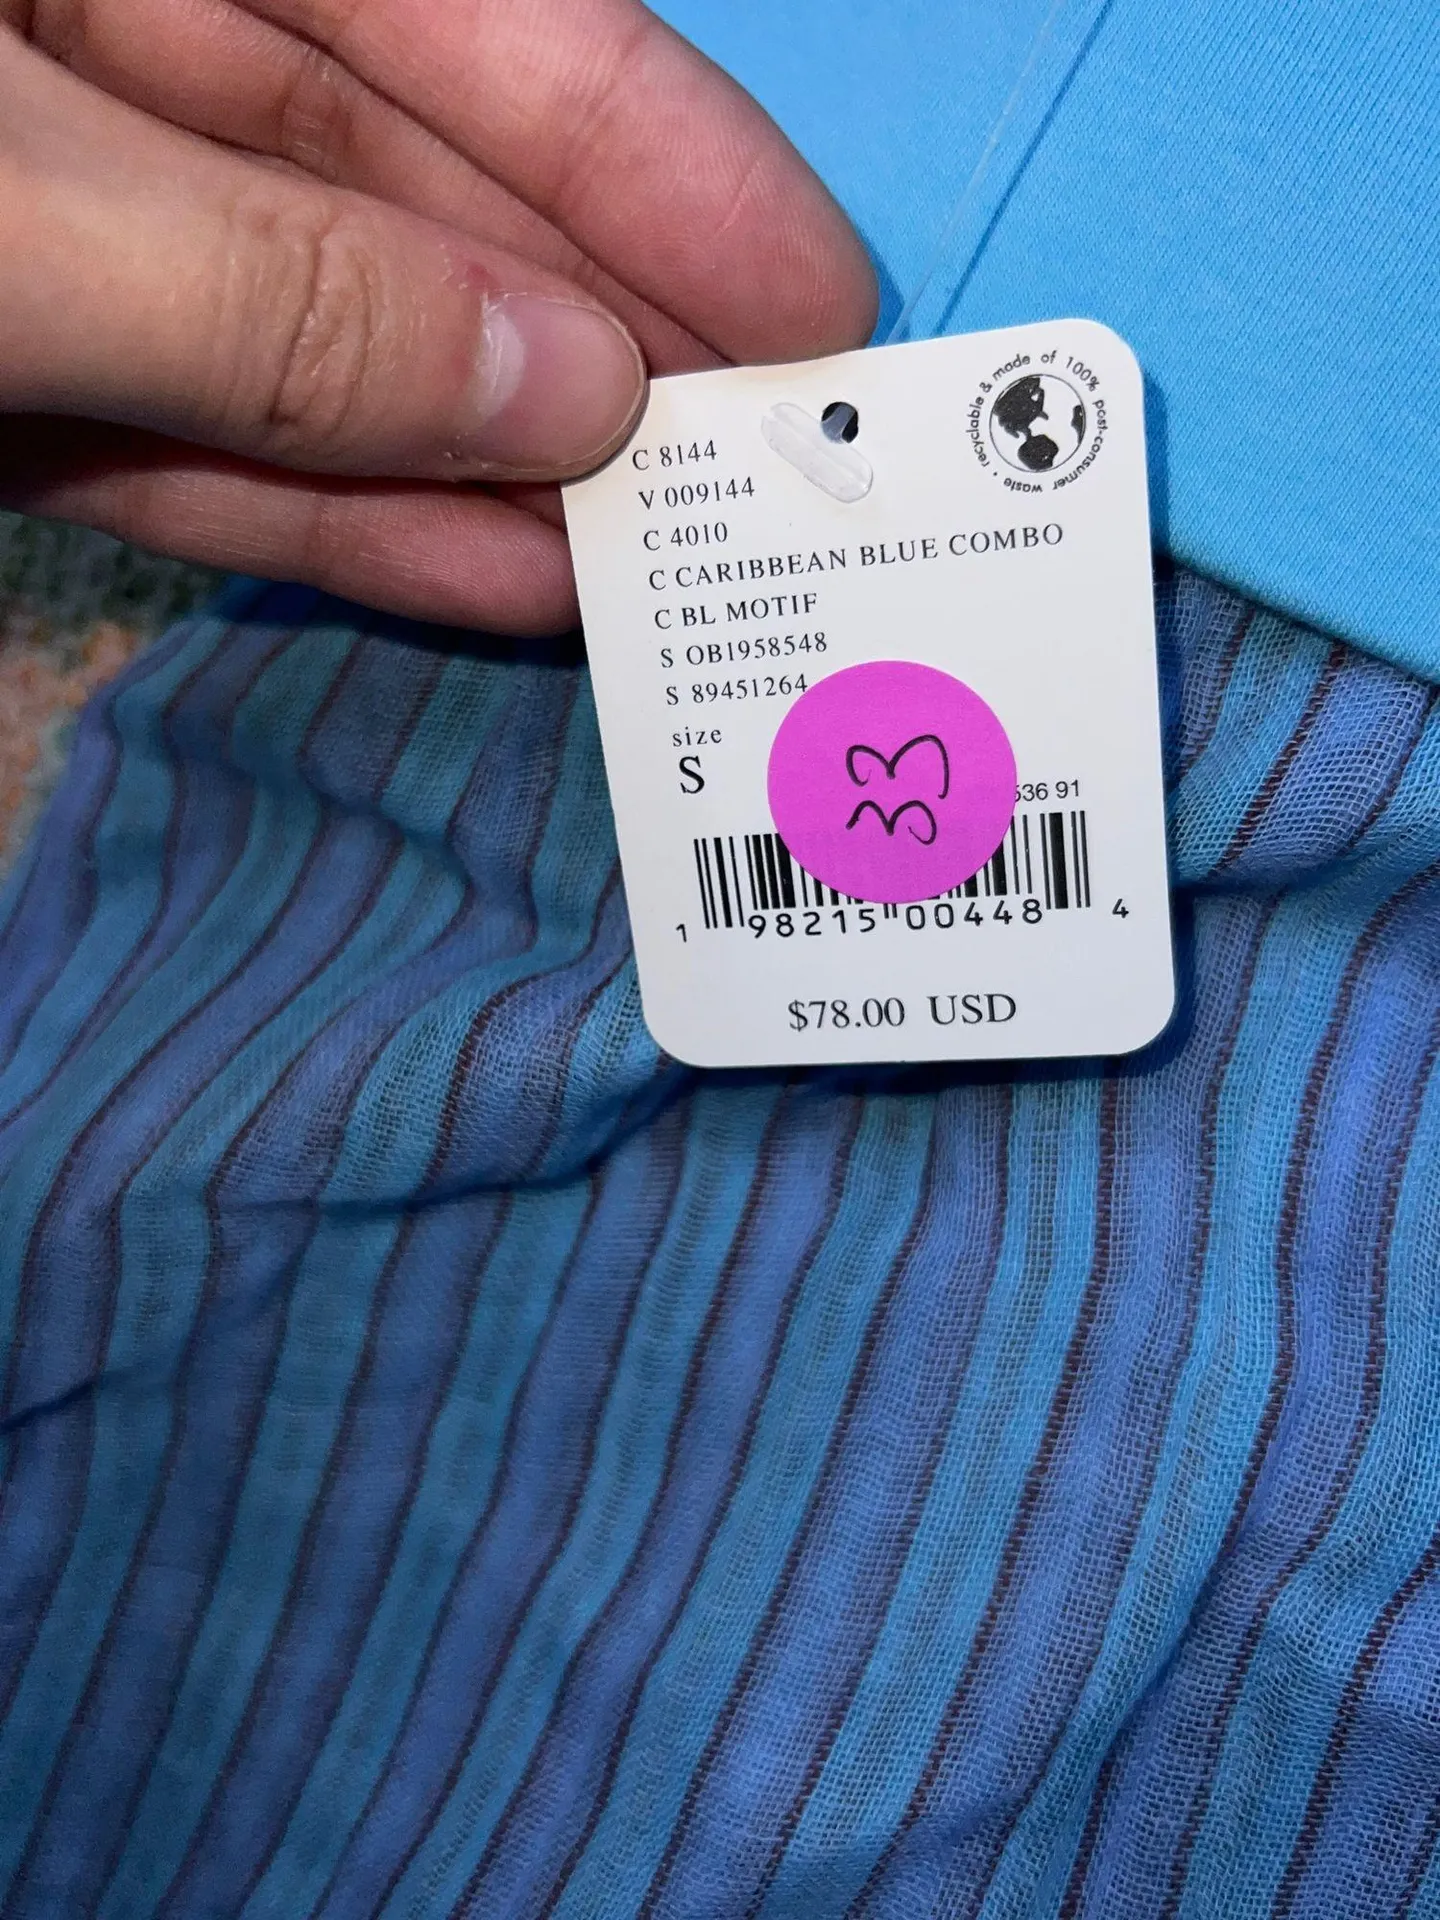 recyclable & made of 100% post-consumer waste •
C 8144
V 009144
C 4010
C CARIBBEAN BLUE COMBO
C BL MOTIF
S OB1958548
S 89451264
size
S
33
536 91
1 98215 00448 4
$78.00 USD